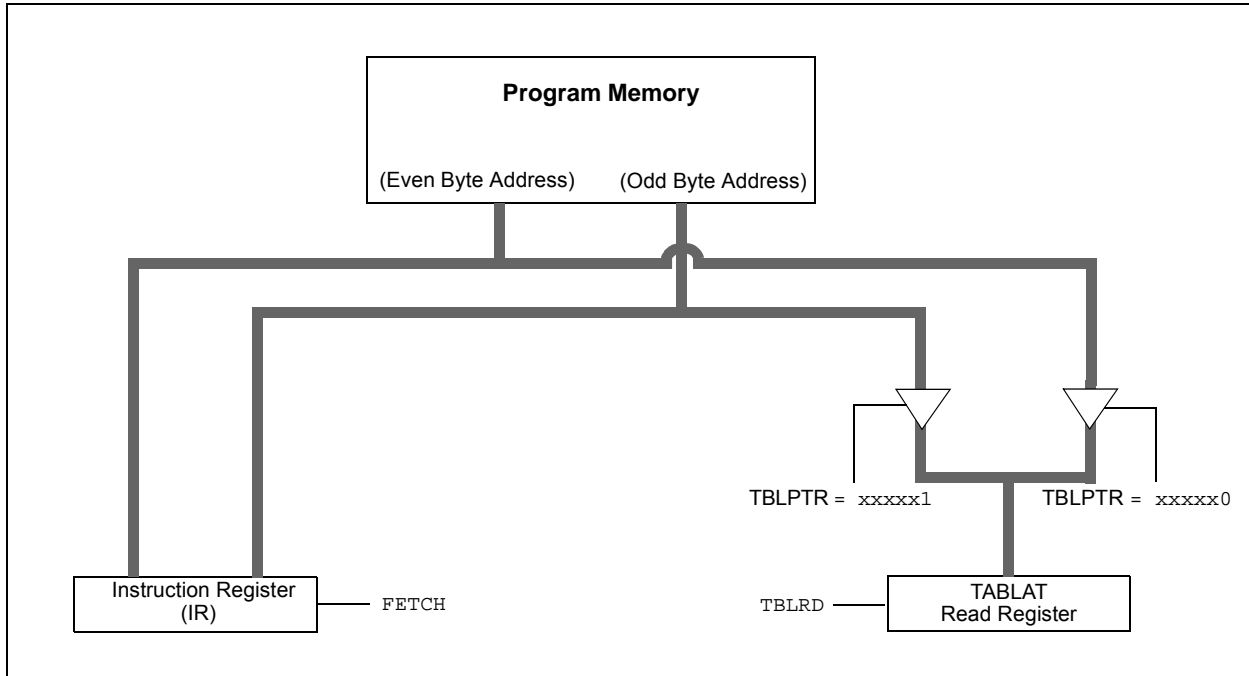 Program Memory
(Even Byte Address) (Odd Byte Address)
TBLPTR = xxxxx1 TBLPTR = xxxxx0
Instruction Register
(IR)
FETCH
TBLRD
TABLAT
Read Register